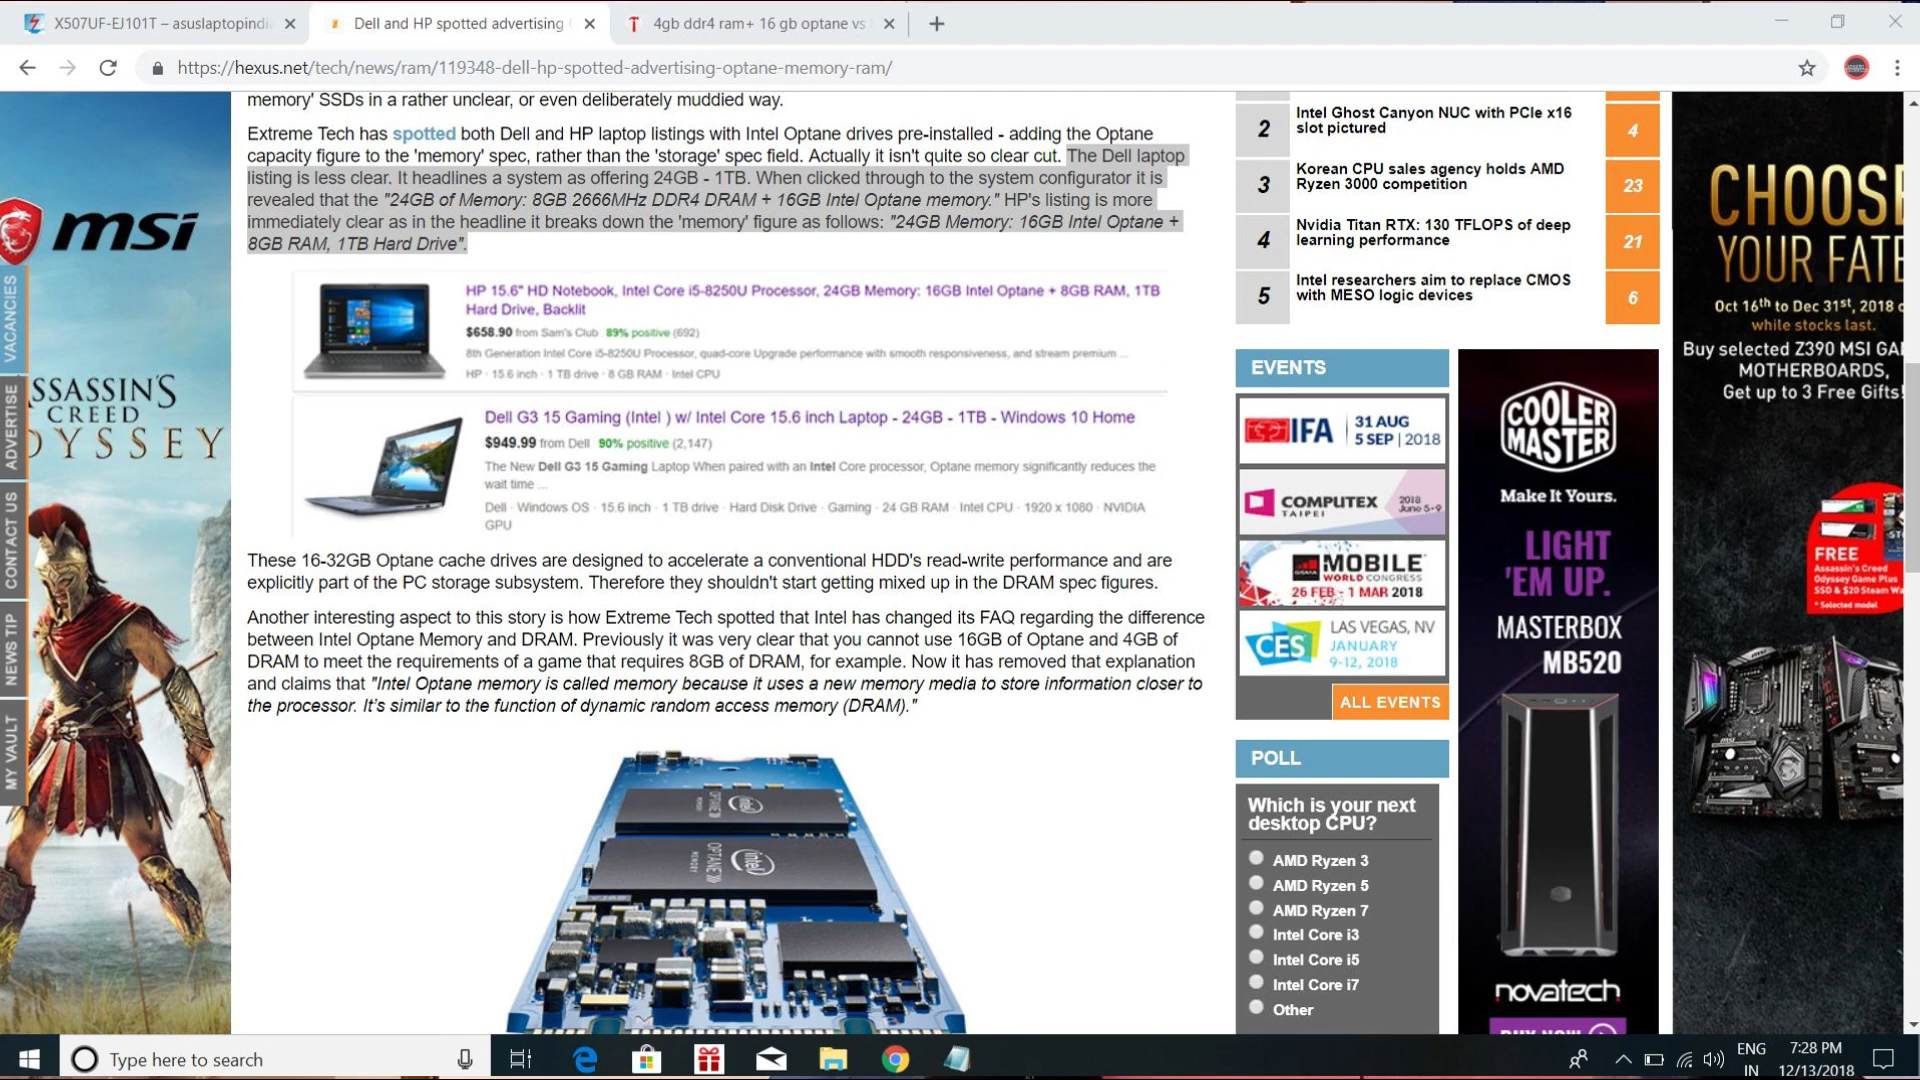 X507UF-EJ101T – asuslaptopindi
Dell and HP spotted advertising
4gb ddr4 ram+ 16 gb optane vs
https://hexus.net/tech/news/ram/119348-dell-hp-spotted-advertising-optane-memory-ram/
msi
VACANCIES
ADVERTISE
CONTACT US
NEWS TIP
MY VAULT
SSASSIN'S
CREED
DYSSEY
memory' SSDs in a rather unclear, or even deliberately muddied way.
Extreme Tech has spotted both Dell and HP laptop listings with Intel Optane drives pre-installed - adding the Optane
capacity figure to the 'memory' spec, rather than the 'storage' spec field. Actually it isn't quite so clear cut. The Dell laptop
listing is less clear. It headlines a system as offering 24GB - 1TB. When clicked through to the system configurator it is
revealed that the "24GB of Memory: 8GB 2666MHz DDR4 DRAM + 16GB Intel Optane memory." HP's listing is more
immediately clear as in the headline it breaks down the 'memory' figure as follows: "24GB Memory: 16GB Intel Optane +
8GB RAM, 1TB Hard Drive".
HP 15.6" HD Notebook, Intel Core i5-8250U Processor, 24GB Memory: 16GB Intel Optane + 8GB RAM, 1TB
Hard Drive, Backlit
$658.90 from Sam's Club 89% positive (692)
8th Generation Intel Core i5-8250U Processor, quad-core Upgrade performance with smooth responsiveness, and stream premium ...
HP · 15.6 inch · 1 TB drive · 8 GB RAM · Intel CPU
Dell G3 15 Gaming (Intel ) w/ Intel Core 15.6 inch Laptop - 24GB - 1TB - Windows 10 Home
$949.99 from Dell 90% positive (2,147)
The New Dell G3 15 Gaming Laptop When paired with an Intel Core processor, Optane memory significantly reduces the
wait time ...
Dell · Windows OS · 15.6 inch · 1 TB drive · Hard Disk Drive · Gaming · 24 GB RAM · Intel CPU · 1920 x 1080 · NVIDIA
GPU
These 16-32GB Optane cache drives are designed to accelerate a conventional HDD's read-write performance and are
explicitly part of the PC storage subsystem. Therefore they shouldn't start getting mixed up in the DRAM spec figures.
Another interesting aspect to this story is how Extreme Tech spotted that Intel has changed its FAQ regarding the difference
between Intel Optane Memory and DRAM. Previously it was very clear that you cannot use 16GB of Optane and 4GB of
DRAM to meet the requirements of a game that requires 8GB of DRAM, for example. Now it has removed that explanation
and claims that "Intel Optane memory is called memory because it uses a new memory media to store information closer to
the processor. It's similar to the function of dynamic random access memory (DRAM)."
OPTANE
MEMORY
intel
OPTANE
MEMORY
intel
2
Intel Ghost Canyon NUC with PCIe x16
slot pictured
4
3
Korean CPU sales agency holds AMD
Ryzen 3000 competition
23
4
Nvidia Titan RTX: 130 TFLOPS of deep
learning performance
21
5
Intel researchers aim to replace CMOS
with MESO logic devices
6
EVENTS
IFA
31 AUG
5 SEP | 2018
COMPUTEX
TAIPEI
2018
June 5-9
MOBILE
WORLD CONGRESS
26 FEB - 1 MAR 2018
CES
LAS VEGAS, NV
JANUARY
9-12, 2018
ALL EVENTS
POLL
Which is your next
desktop CPU?
AMD Ryzen 3
AMD Ryzen 5
AMD Ryzen 7
Intel Core i3
Intel Core i5
Intel Core i7
Other
COOLER
MASTER
Make It Yours.
LIGHT
'EM UP.
MASTERBOX
MB520
novatech
BUY NOW
CHOOSE
YOUR FATE
Oct 16th to Dec 31st, 2018 o
while stocks last.
Buy selected Z390 MSI GA
MOTHERBOARDS,
Get up to 3 Free Gifts!
FREE
Assassin's Creed
Odyssey Game Plus
SSD & $20 Steam Wa
* Selected model
Type here to search
ENG
IN
7:28 PM
12/13/2018